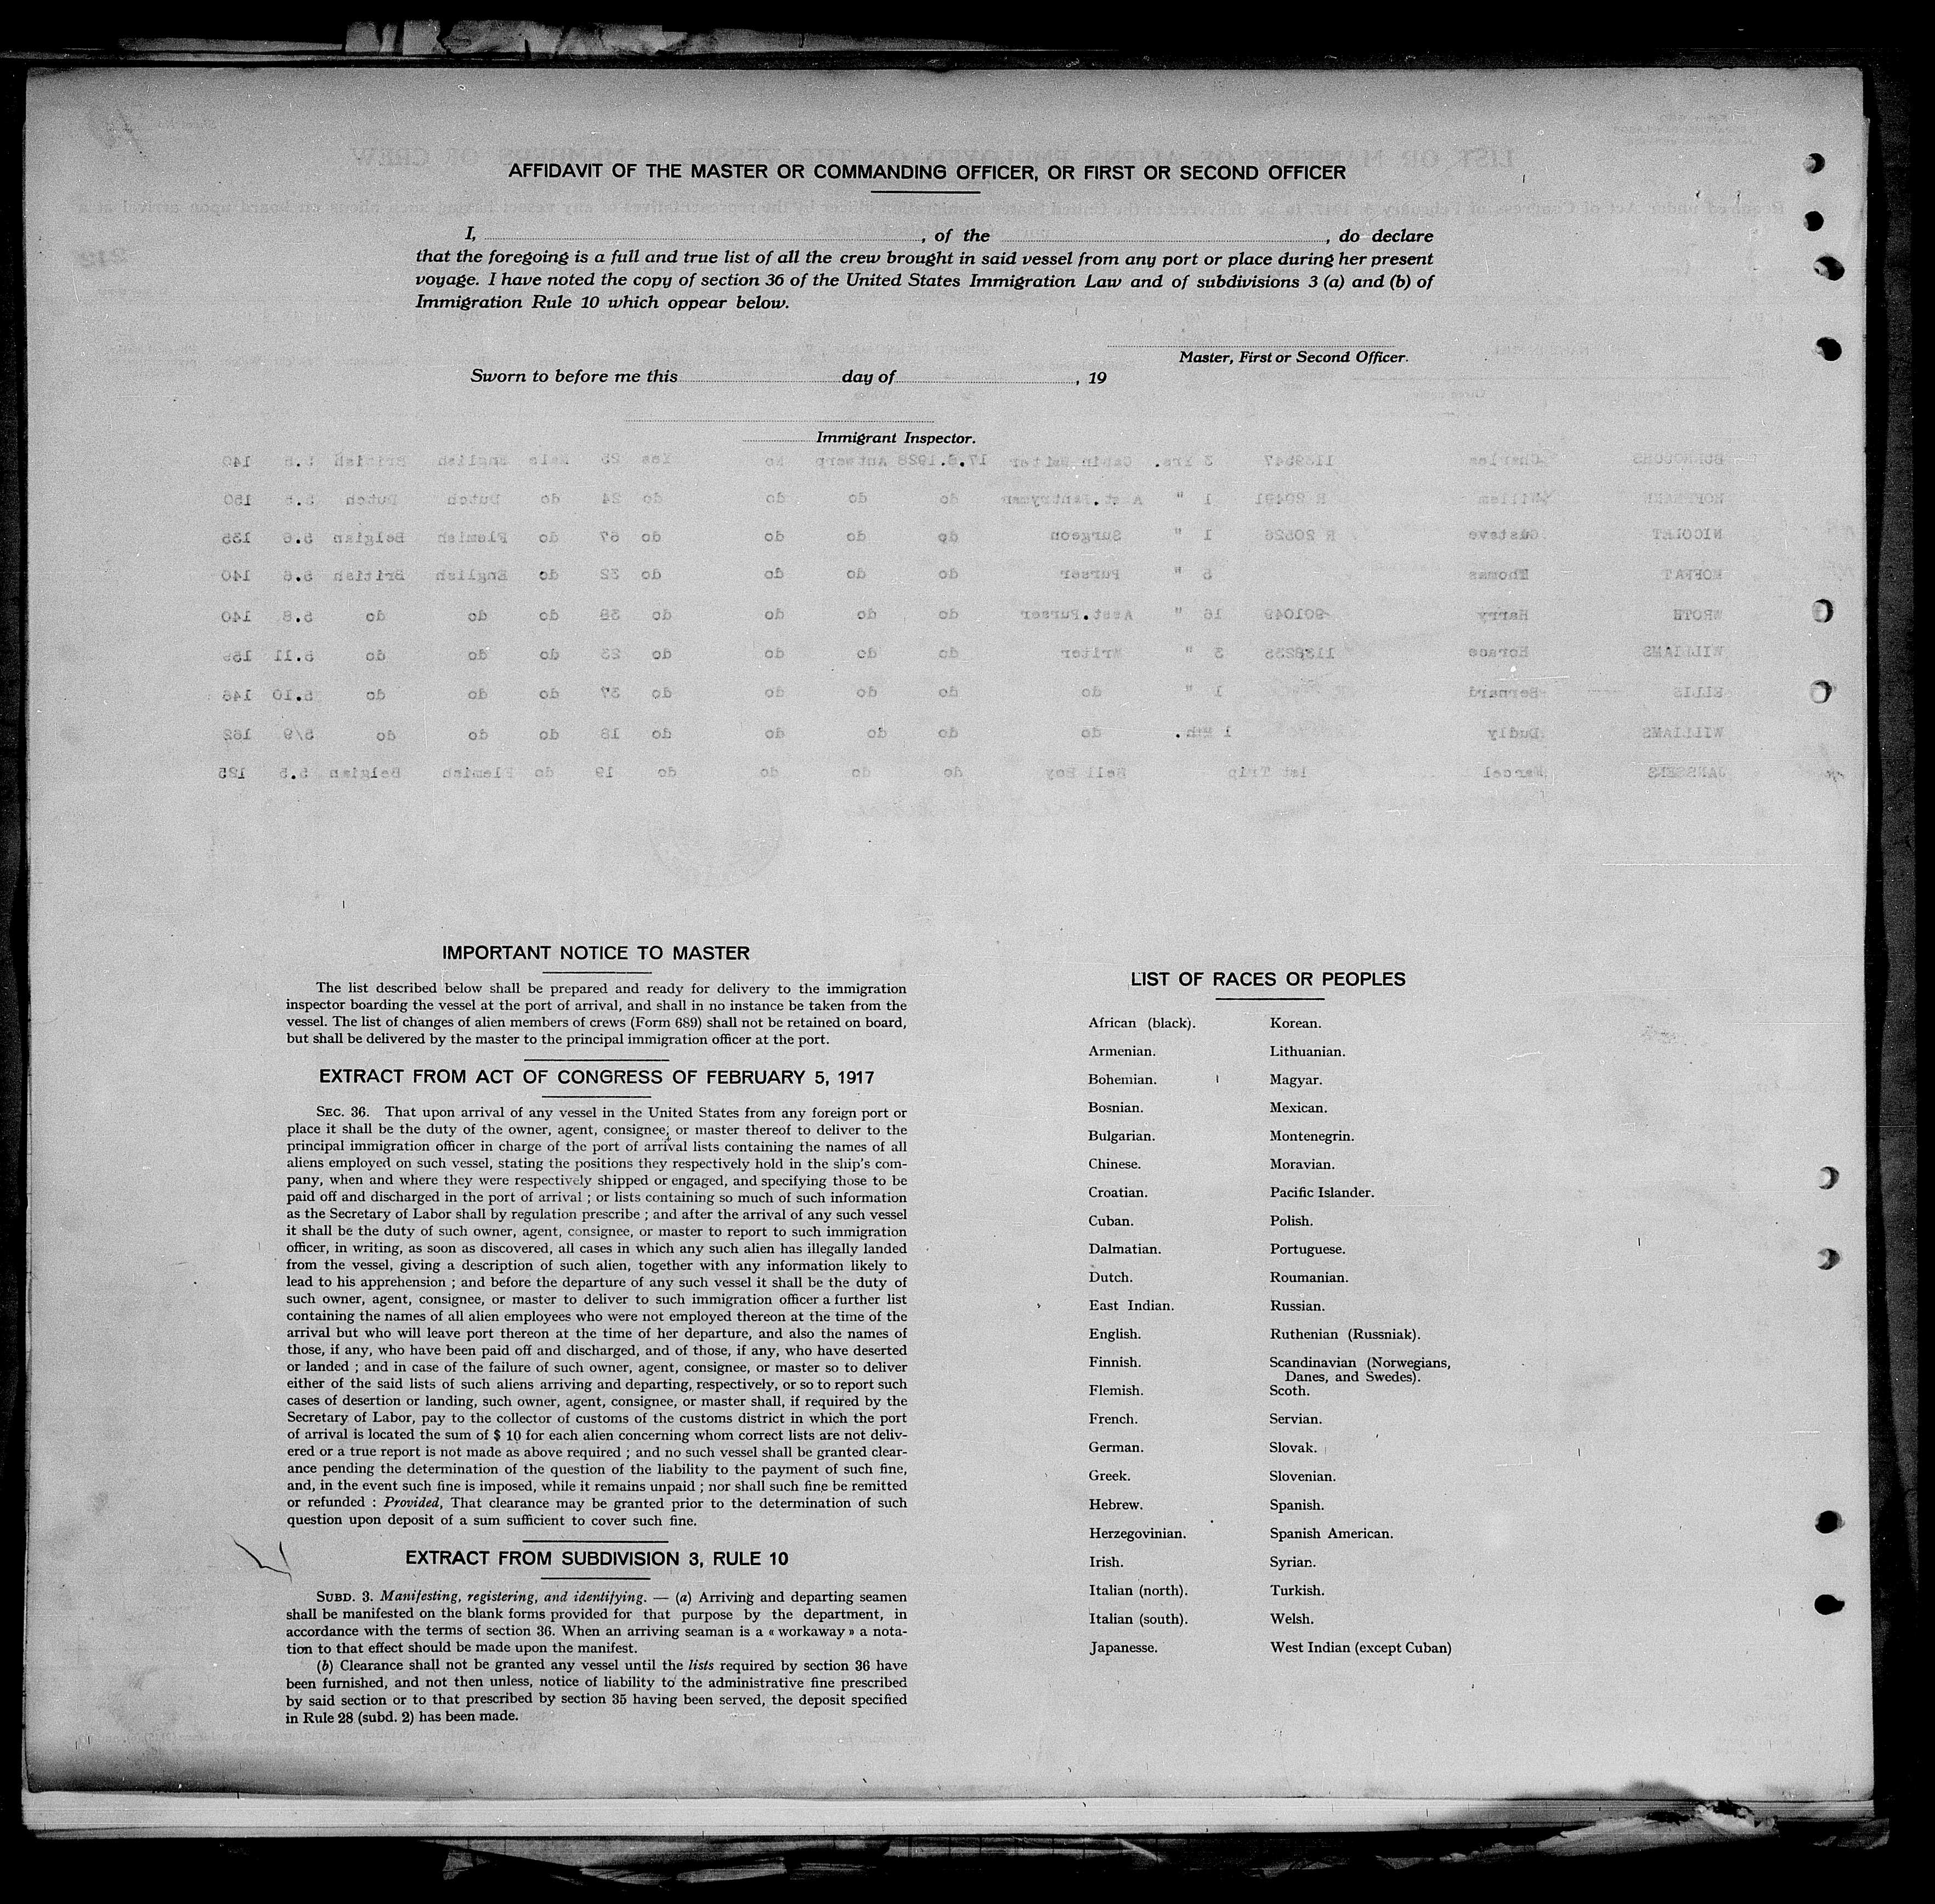 AFFIDAVIT OF THE MASTER OR COMMANDING OFFICER, OR FIRST OR SECOND OFFICER
I, , of the , do declare
that the foregoing is a full and true list of all the crew brought in said vessel from any port or place during her present
voyage. I have noted the copy of section 36 of the United States Immigration Law and of subdivisions 3 (a) and (b) of
Immigration Rule 10 which oppear below.
Master, First or Second Officer.
Sworn to before me this day of , 19
Immigrant Inspector.
IMPORTANT NOTICE TO MASTER
The list described below shall be prepared and ready for delivery to the immigration
inspector boarding the vessel at the port of arrival, and shall in no instance be taken from the
vessel. The list of changes of alien members of crews (Form 689) shall not be retained on board,
but shall be delivered by the master to the principal immigration officer at the port.
EXTRACT FROM ACT OF CONGRESS OF FEBRUARY 5, 1917
SEC. 36. That upon arrival of any vessel in the United States from any foreign port or
place it shall be the duty of the owner, agent, consignee, or master thereof to deliver to the
principal immigration officer in charge of the port of arrival lists containing the names of all
aliens employed on such vessel, stating the positions they respectively hold in the ship's com-
pany, when and where they were respectively shipped or engaged, and specifying those to be
paid off and discharged in the port of arrival ; or lists containing so much of such information
as the Secretary of Labor shall by regulation prescribe ; and after the arrival of any such vessel
it shall be the duty of such owner, agent, consignee, or master to report to such immigration
officer, in writing, as soon as discovered, all cases in which any such alien has illegally landed
from the vessel, giving a description of such alien, together with any information likely to
lead to his apprehension ; and before the departure of any such vessel it shall be the duty of
such owner, agent, consignee, or master to deliver to such immigration officer a further list
containing the names of all alien employees who were not employed thereon at the time of the
arrival but who will leave port thereon at the time of her departure, and also the names of
those, if any, who have been paid off and discharged, and of those, if any, who have deserted
or landed ; and in case of the failure of such owner, agent, consignee, or master so to deliver
either of the said lists of such aliens arriving and departing, respectively, or so to report such
cases of desertion or landing, such owner, agent, consignee, or master shall, if required by the
Secretary of Labor, pay to the collector of customs of the customs district in which the port
of arrival is located the sum of $ 10 for each alien concerning whom correct lists are not deliv-
ered or a true report is not made as above required ; and no such vessel shall be granted clear-
ance pending the determination of the question of the liability to the payment of such fine,
and, in the event such fine is imposed, while it remains unpaid ; nor shall such fine be remitted
or refunded : Provided, That clearance may be granted prior to the determination of such
question upon deposit of a sum sufficient to cover such fine.
EXTRACT FROM SUBDIVISION 3, RULE 10
SUBD. 3. Manifesting, registering, and identifying. — (a) Arriving and departing seamen
shall be manifested on the blank forms provided for that purpose by the department, in
accordance with the terms of section 36. When an arriving seaman is a « workaway » a nota-
tion to that effect should be made upon the manifest.
(b) Clearance shall not be granted any vessel until the lists required by section 36 have
been furnished, and not then unless, notice of liability to the administrative fine prescribed
by said section or to that prescribed by section 35 having been served, the deposit specified
in Rule 28 (subd. 2) has been made.
LIST OF RACES OR PEOPLES
African (black). Korean.
Armenian. Lithuanian.
Bohemian. Magyar.
Bosnian. Mexican.
Bulgarian. Montenegrin.
Chinese. Moravian.
Croatian. Pacific Islander.
Cuban. Polish.
Dalmatian. Portuguese.
Dutch. Roumanian.
East Indian. Russian.
English. Ruthenian (Russniak).
Finnish. Scandinavian (Norwegians,
Danes, and Swedes).
Flemish. Scoth.
French. Servian.
German. Slovak.
Greek. Slovenian.
Hebrew. Spanish.
Herzegovinian. Spanish American.
Irish. Syrian.
Italian (north). Turkish.
Italian (south). Welsh.
Japanesse. West Indian (except Cuban)